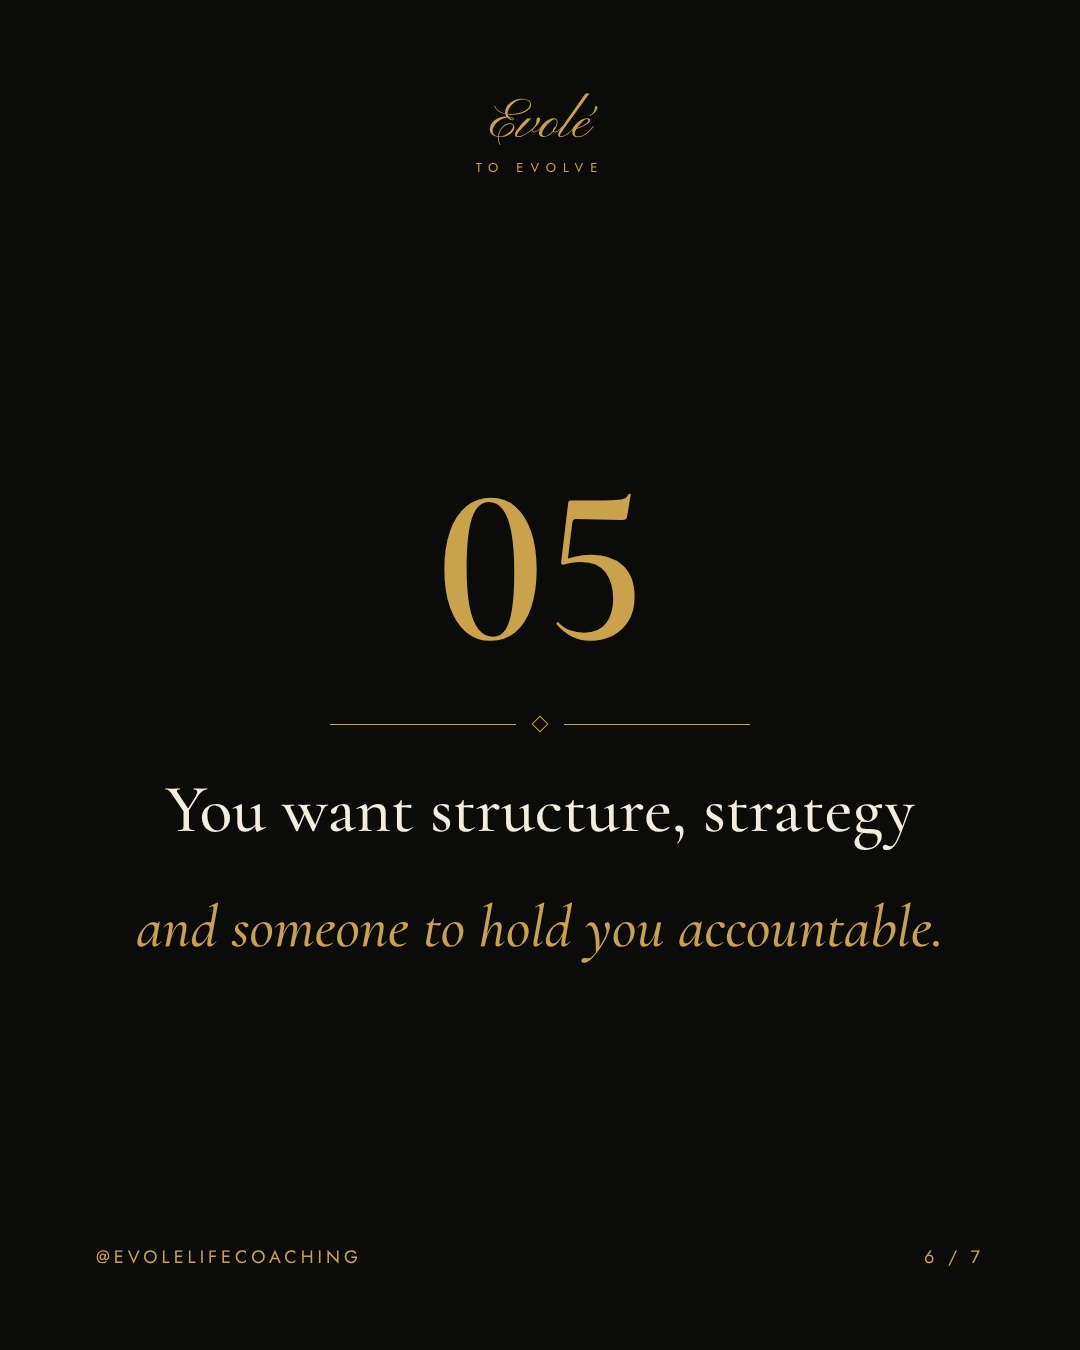 Evolé
TO EVOLVE
05
You want structure, strategy
and someone to hold you accountable.
@EVOLELIFECOACHING
6 / 7